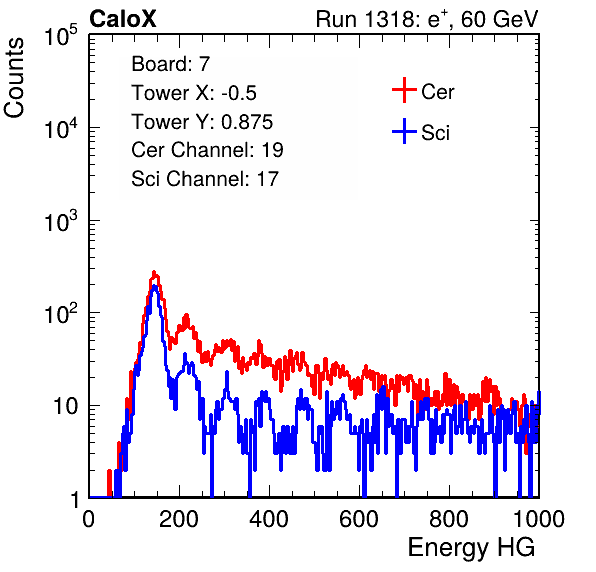 CaloX Run 1318: e⁺, 60 GeV
Counts
Board: 7
Tower X: -0.5
Tower Y: 0.875
Cer Channel: 19
Sci Channel: 17
Cer
Sci
10⁵
10⁴
10³
10²
10
1
0 200 400 600 800 1000
Energy HG